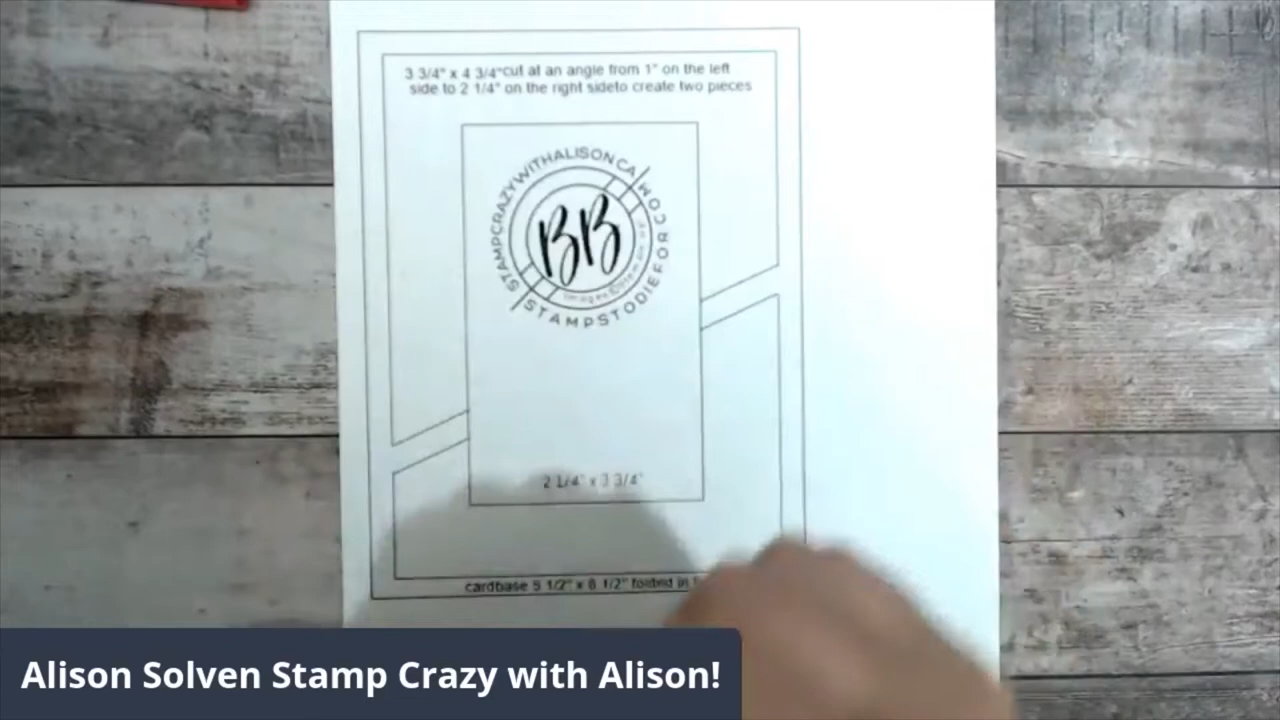 3 3/4" x 4 3/4"cut at an angle from 1" on the left
side to 2 1/4" on the right sideto create two pieces
STAMPCRAZYWITHALISON.CA
STAMPSTODIEFOR.COM
BB
2 1/4" x 3 3/4"
cardbase 5 1/2" x 8 1/2" folded in
Alison Solven Stamp Crazy with Alison!